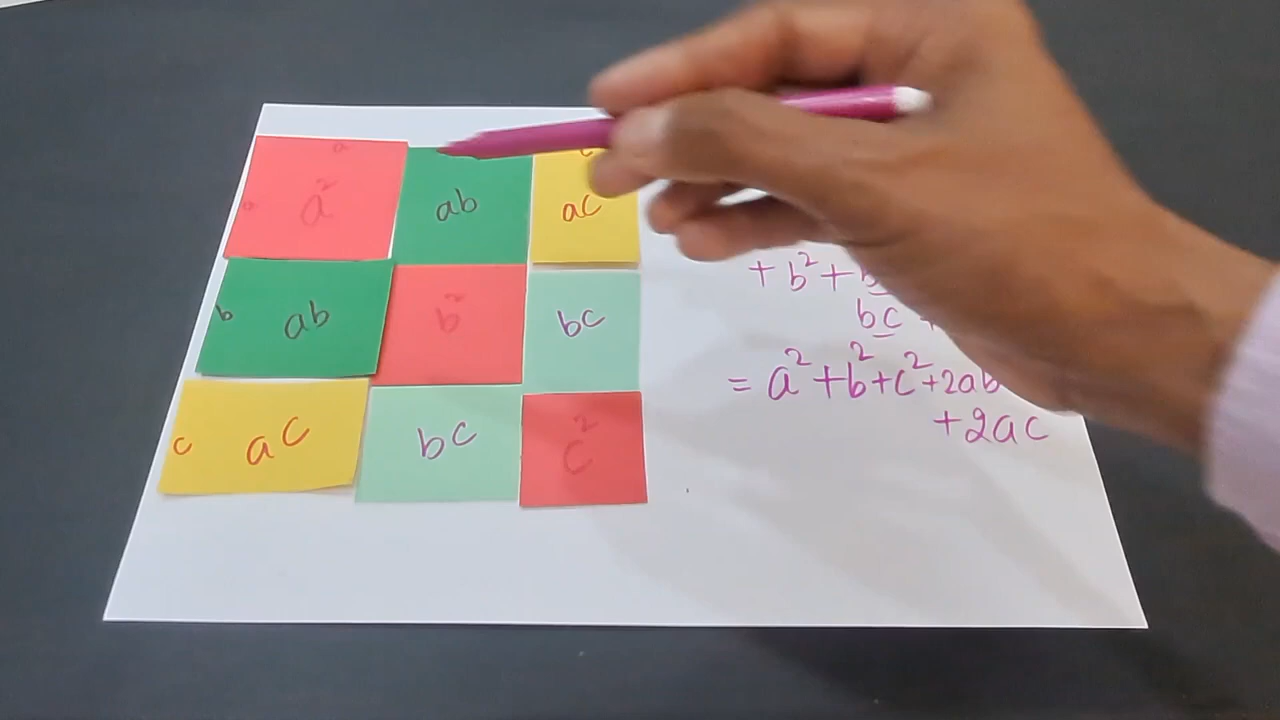 a
a a² ab c ac
b ab b² bc
c ac bc c²
+ b² +
bc
= a² + b² + c² + 2ab
+ 2ac